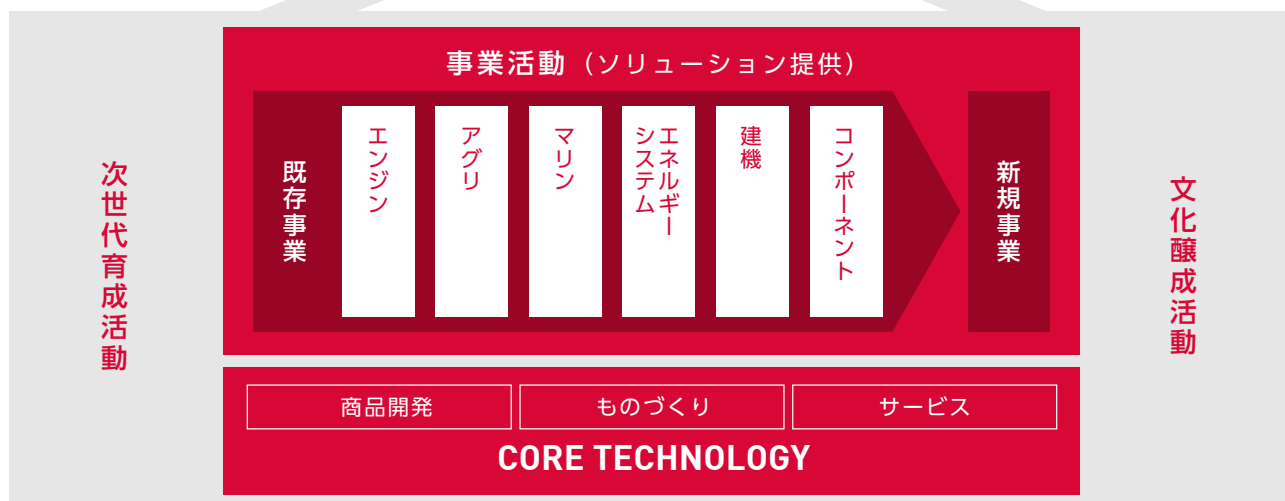 事業活動（ソリューション提供）
次世代育成活動
既存事業
エンジン
アグリ
マリン
エネルギー
システム
建機
コンポーネント
新規事業
文化醸成活動
商品開発
ものづくり
サービス
CORE TECHNOLOGY